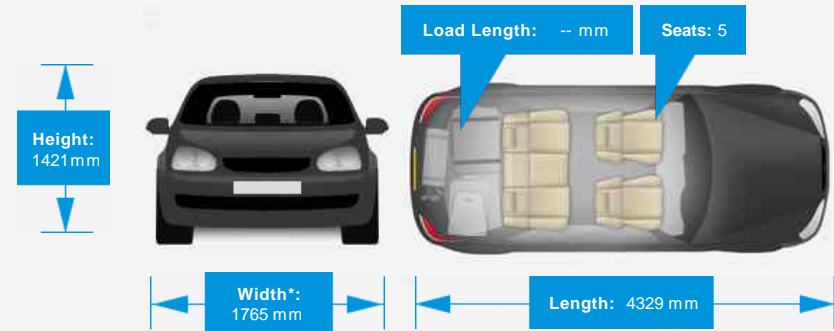 Load Length: -- mm
Seats: 5
Height:
1421 mm
Width*:
1765 mm
Length: 4329 mm